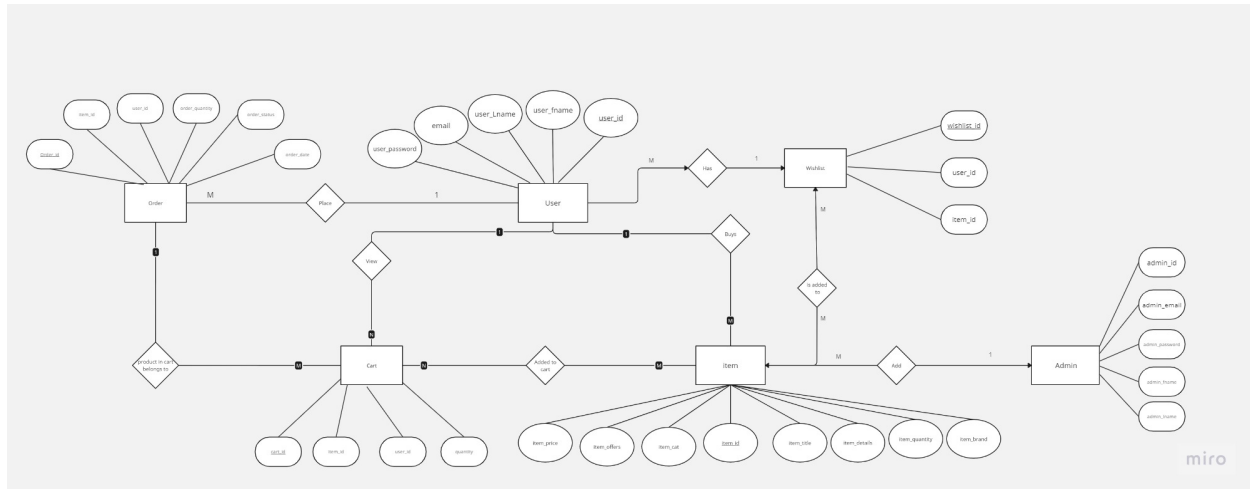 order_quantity
user_id
item_id
order_status
Order_id
order_date
user_Lname
user_fname
email
user_id
user_password
wishlist_id
user_id
item_id
M
1
Has
Wishlist
Order
M
Place
1
User
M
1
1
1
Buys
View
is added
to
M
admin_id
admin_email
admin_password
admin_fname
admin_lname
N
M
product in cart
belongs to
M
Cart
N
Added to
cart
M
item
M
Add
1
Admin
cart_id
item_id
user_id
quantity
item_price
item_offers
item_cat
item_id
item_title
item_details
item_quantity
item_brand
miro